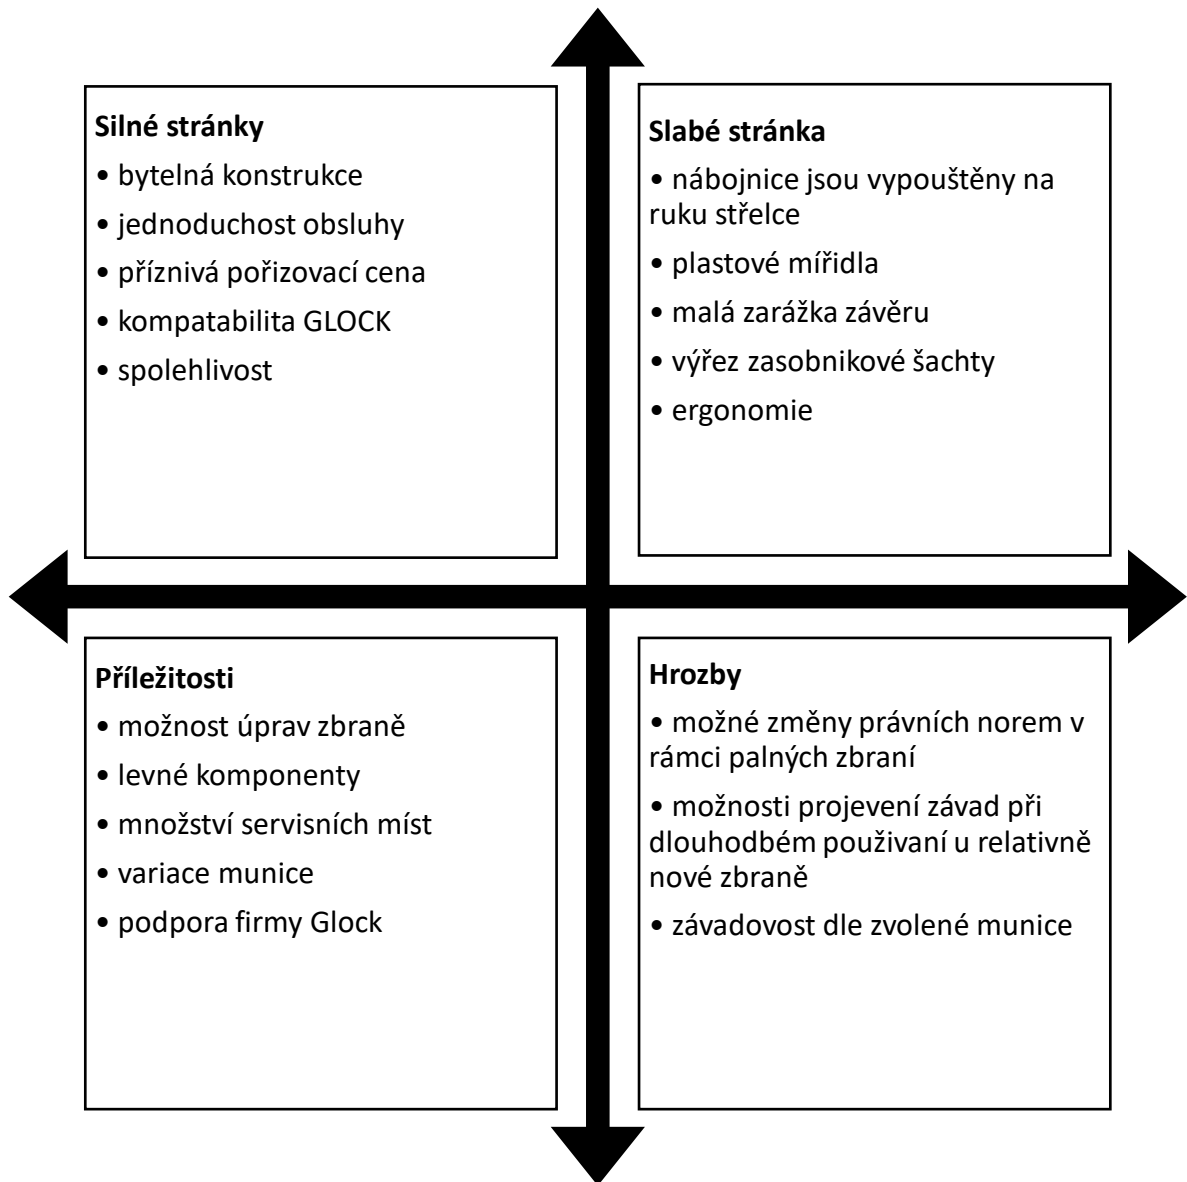 Silné stránky
• bytelná konstrukce
• jednoduchost obsluhy
• příznivá pořizovací cena
• kompatabilita GLOCK
• spolehlivost
Slabé stránka
• nábojnice jsou vypouštěny na
ruku střelce
• plastové mířidla
• malá zarážka závěru
• výřez zasobnikové šachty
• ergonomie
Příležitosti
• možnost úprav zbraně
• levné komponenty
• množství servisních míst
• variace munice
• podpora firmy Glock
Hrozby
• možné změny právních norem v
rámci palných zbraní
• možnosti projevení závad při
dlouhodbém použivaní u relativně
nové zbraně
• závadovost dle zvolené munice